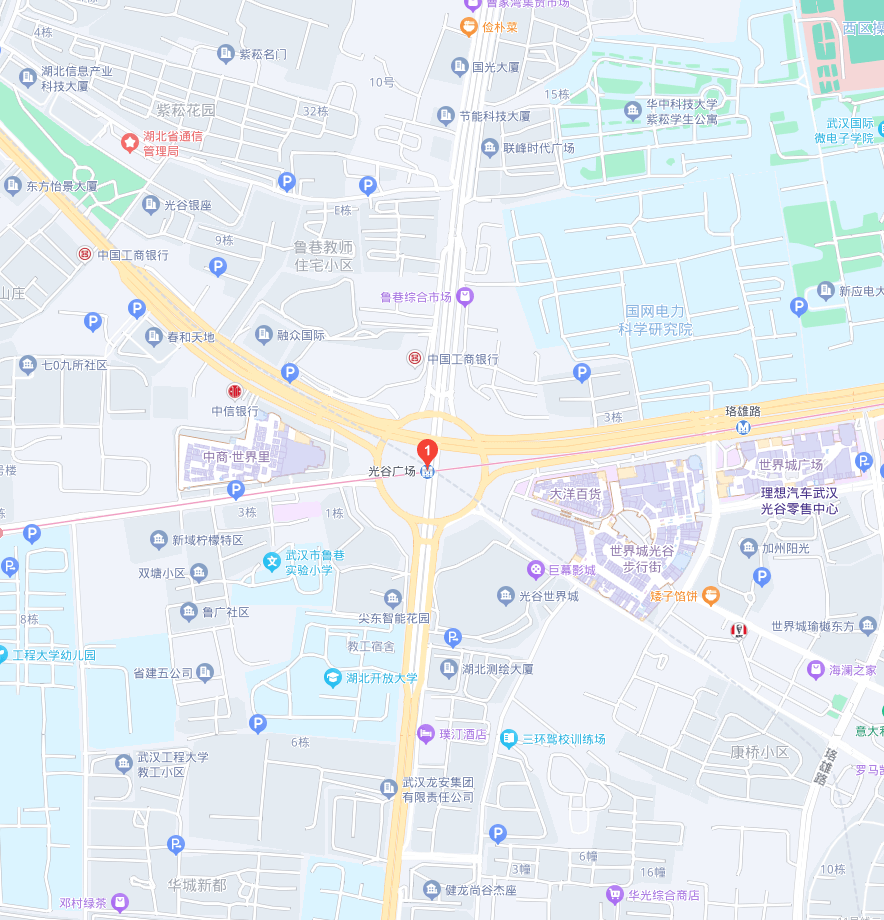 曹家湾集贸市场
俭朴菜
西区操
4栋
紫菘名门
国光大厦
湖北信息产业
科技大厦
10号
15栋
紫菘花园
32栋
节能科技大厦
华中科技大学
紫菘学生公寓
武汉国际
微电子学院
湖北省通信
管理局
联峰时代广场
东方怡景大厦
光谷银座
E栋
9栋
鲁巷教师
住宅小区
中国工商银行
山庄
鲁巷综合市场
新应电大
国网电力
科学研究院
春和天地
融众国际
七0九所社区
中国工商银行
中信银行
3栋
珞雄路
中商·世界里
光谷广场
1
世界城广场
号楼
大洋百货
理想汽车武汉
光谷零售中心
栋
3栋
1栋
新域柠檬特区
世界城光谷
步行街
加州阳光
武汉市鲁巷
实验小学
双塘小区
巨幕影城
光谷世界城
矮子馅饼
鲁广社区
8栋
尖东智能花园
世界城瑜樾东方
教工宿舍
工程大学幼儿园
省建五公司
湖北开放大学
湖北测绘大厦
海澜之家
璞汀酒店
三环驾校训练场
意大利
6栋
康桥小区
武汉工程大学
教工小区
珞雄路
罗马凯
武汉龙安集团
有限责任公司
3幢
6幢
16幢
10栋
华城新都
邓村绿茶
健龙尚谷杰座
华光综合商店